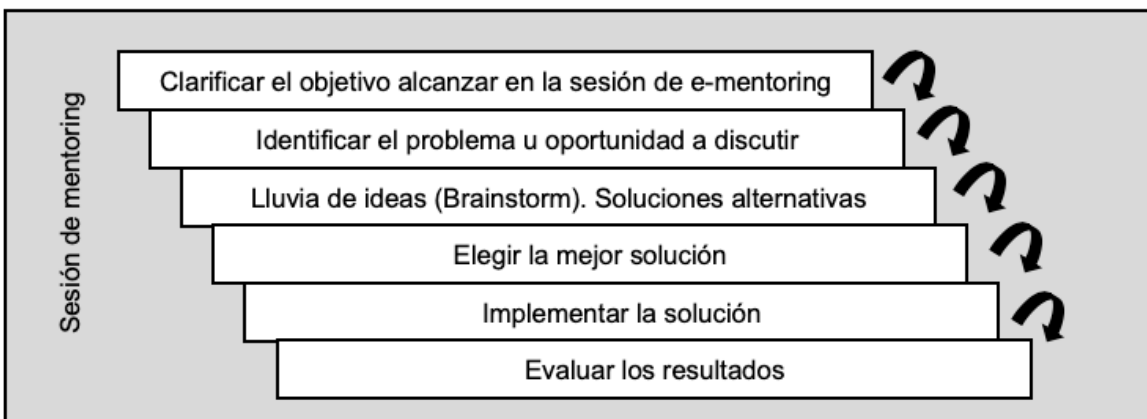 Sesión de mentoring
Clarificar el objetivo alcanzar en la sesión de e-mentoring
Identificar el problema u oportunidad a discutir
Lluvia de ideas (Brainstorm). Soluciones alternativas
Elegir la mejor solución
Implementar la solución
Evaluar los resultados